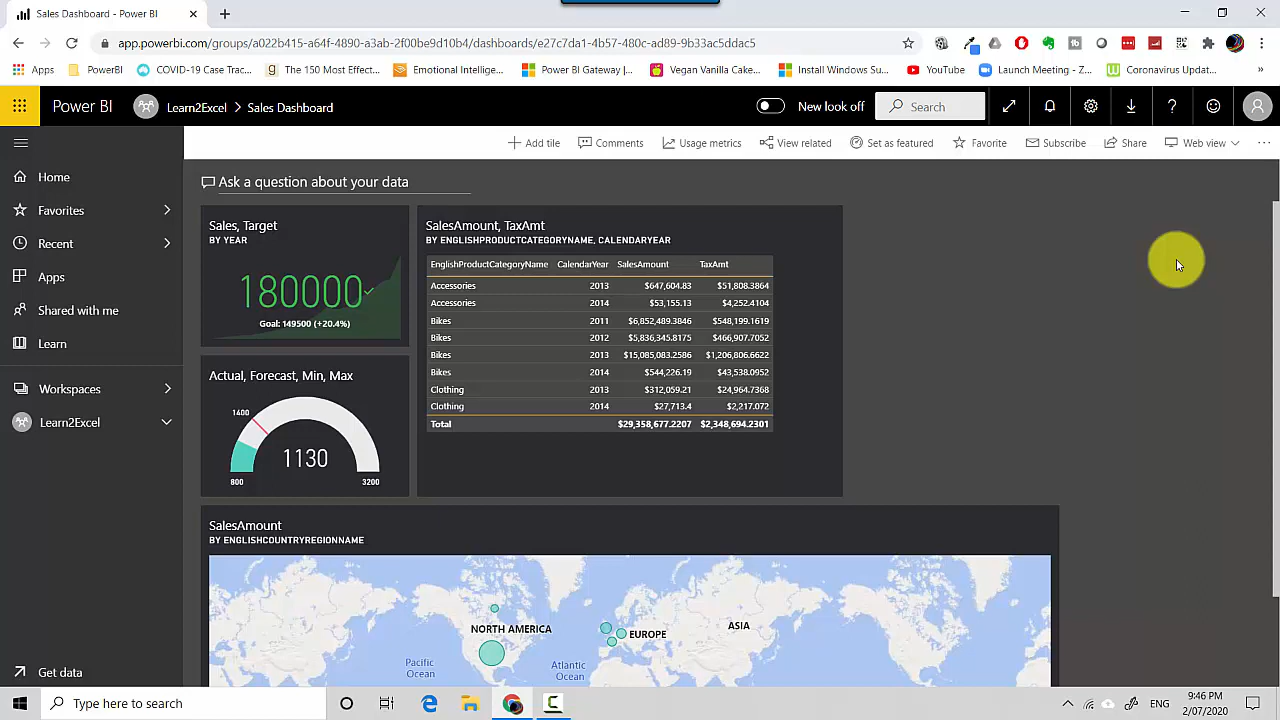 Sales Dashboard - Power BI
app.powerbi.com/groups/a022b415-a64f-4890-a3ab-2f00be9d10b4/dashboards/e27c7da1-4b57-480c-ad89-9b33ac5ddac5
Apps PowerBI COVID-19 Case Trac... The 150 Most Effect... Emotional Intellige... Power BI Gateway |... Vegan Vanilla Cake... Install Windows Su... YouTube Launch Meeting - Z... Coronavirus Updat...
Power BI Learn2Excel > Sales Dashboard New look off Search
Add tile Comments Usage metrics View related Set as featured Favorite Subscribe Share Web view
Home
Favorites
Recent
Apps
Shared with me
Learn
Workspaces
Learn2Excel
Get data
Ask a question about your data
Sales, Target
BY YEAR
180000
Goal: 149500 (+20.4%)
Actual, Forecast, Min, Max
1400
1130
800 3200
SalesAmount, TaxAmt
BY ENGLISHPRODUCTCATEGORYNAME, CALENDARYEAR
EnglishProductCategoryName CalendarYear SalesAmount TaxAmt
Accessories 2013 $647,604.83 $51,808.3864
Accessories 2014 $53,155.13 $4,252.4104
Bikes 2011 $6,852,489.3846 $548,199.1619
Bikes 2012 $5,836,345.8175 $466,907.7052
Bikes 2013 $15,085,083.2586 $1,206,806.6622
Bikes 2014 $544,226.19 $43,538.0952
Clothing 2013 $312,059.21 $24,964.7368
Clothing 2014 $27,713.4 $2,217.072
Total $29,358,677.2207 $2,348,694.2301
SalesAmount
BY ENGLISHCOUNTRYREGIONNAME
NORTH AMERICA
EUROPE
ASIA
Pacific
Ocean
Atlantic
Ocean
Type here to search
ENG
9:46 PM
2/07/2020